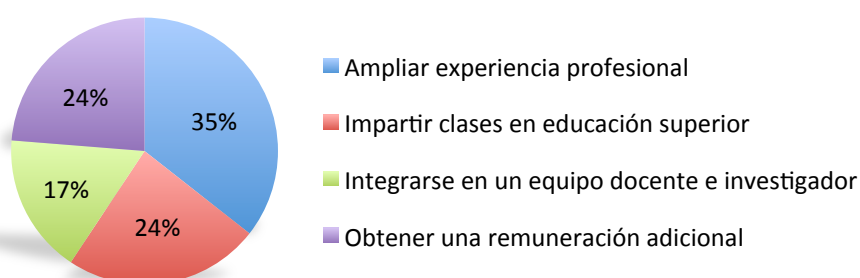 35%
24%
17%
24%
Ampliar experiencia profesional
Impartir clases en educación superior
Integrarse en un equipo docente e investigador
Obtener una remuneración adicional